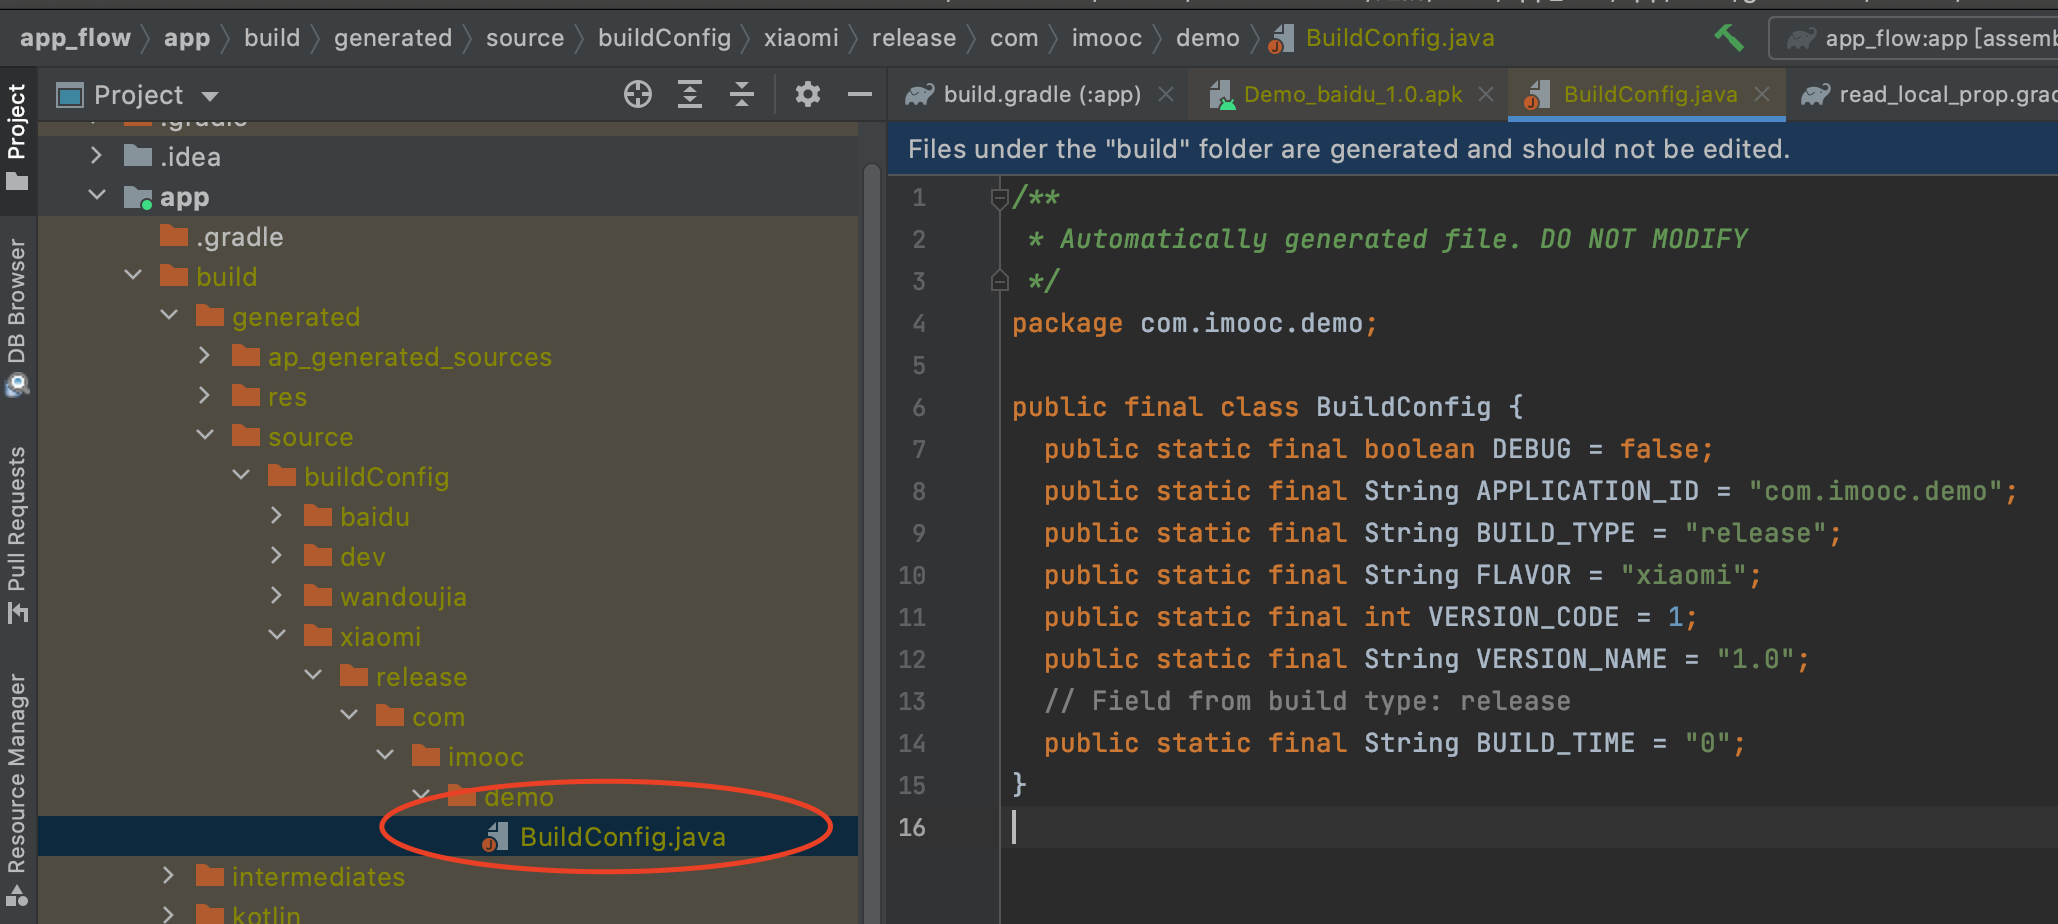 app_flow app build generated source buildConfig xiaomi release com imooc demo BuildConfig.java
app_flow:app [assemb
Project
build.gradle (:app)
Demo_baidu_1.0.apk
BuildConfig.java
read_local_prop.grad
Project
DB Browser
Pull Requests
Resource Manager
.gradle
.idea
app
.gradle
build
generated
ap_generated_sources
res
source
buildConfig
baidu
dev
wandoujia
xiaomi
release
com
imooc
demo
BuildConfig.java
intermediates
kotlin
Files under the "build" folder are generated and should not be edited.
1 /**
2 * Automatically generated file. DO NOT MODIFY
3 */
4 package com.imooc.demo;
5
6 public final class BuildConfig {
7 public static final boolean DEBUG = false;
8 public static final String APPLICATION_ID = "com.imooc.demo";
9 public static final String BUILD_TYPE = "release";
10 public static final String FLAVOR = "xiaomi";
11 public static final int VERSION_CODE = 1;
12 public static final String VERSION_NAME = "1.0";
13 // Field from build type: release
14 public static final String BUILD_TIME = "0";
15 }
16